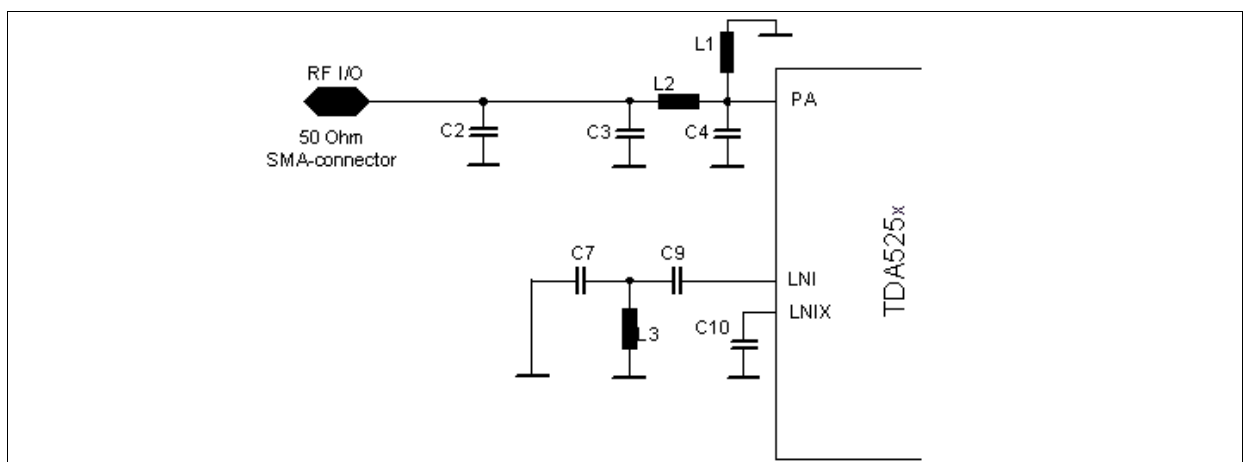 L1
RF I/O
L2
PA
C2
C3
C4
50 Ohm
SMA-connector
C7
C9
LNI
LNIX
C10
L3
TDA525x